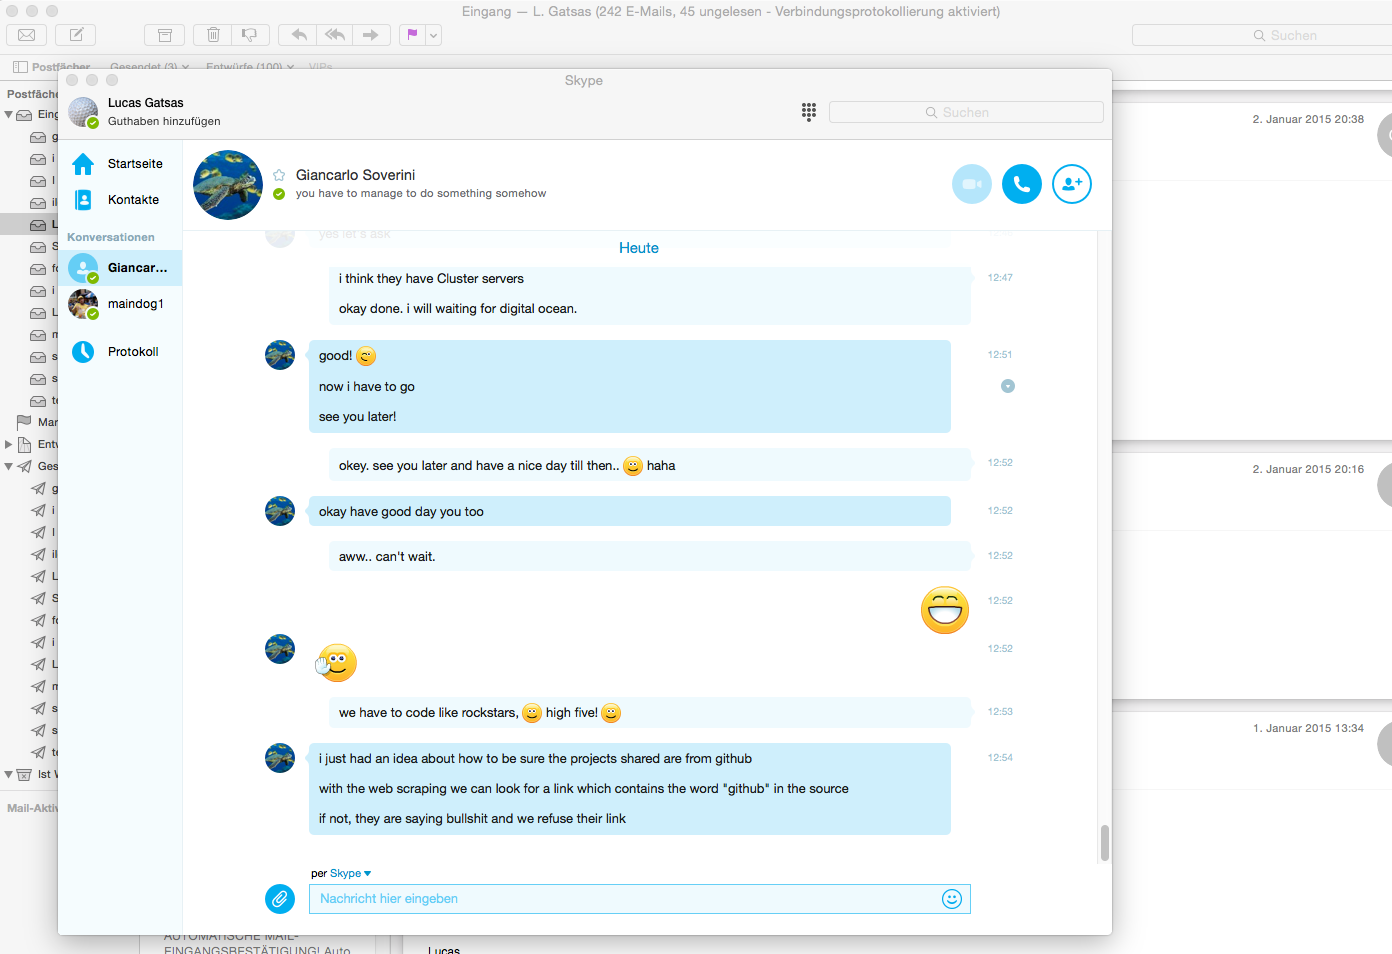 Eingang — L. Gatsas (242 E-Mails, 45 ungelesen - Verbindungsprotokollierung aktiviert)
Suchen
Postfächer Gesendet (3) Entwürfe (100) VIPs
Skype
Lucas Gatsas
Guthaben hinzufügen
Suchen
Startseite
Kontakte
Konversationen
Giancar...
maindog1
Protokoll
Giancarlo Soverini
you have to manage to do something somehow
yes let's ask
Heute
i think they have Cluster servers
12:47
okay done. i will waiting for digital ocean.
good!
12:51
now i have to go
see you later!
okey. see you later and have a nice day till then.. haha
12:52
okay have good day you too
12:52
aww.. can't wait.
12:52
12:52
12:52
we have to code like rockstars, high five!
12:53
i just had an idea about how to be sure the projects shared are from github
12:54
with the web scraping we can look for a link which contains the word "github" in the source
if not, they are saying bullshit and we refuse their link
per Skype
Nachricht hier eingeben
2. Januar 2015 20:38
2. Januar 2015 20:16
1. Januar 2015 13:34
Mail-Aktiv
AUTOMATISCHE MAIL-
EINGANGSBESTÄTIGUNG! Auto
Lucas